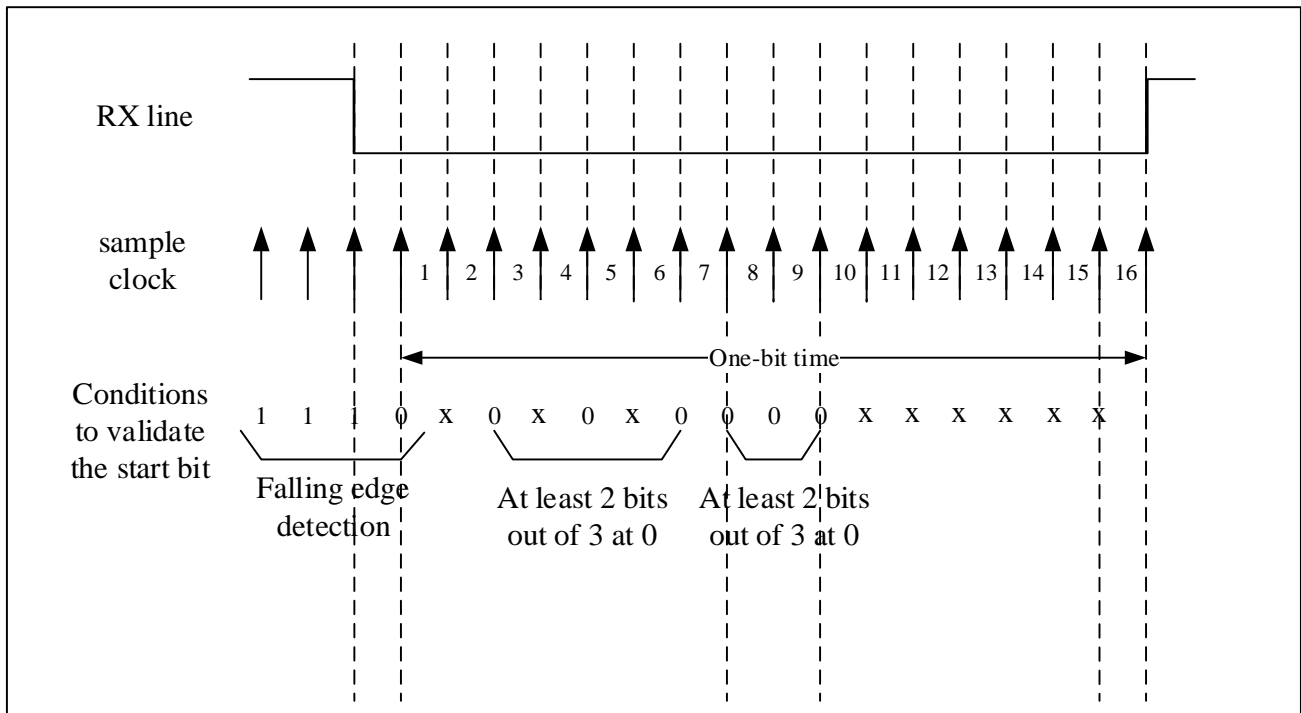 RX line
sample
clock
1 2 3 4 5 6 7 8 9 10 11 12 13 14 15 16
One-bit time
Conditions
to validate
the start bit
1 1 1 0 x 0 x 0 x 0 0 0 0 x x x x x x
Falling edge
detection
At least 2 bits
out of 3 at 0
At least 2 bits
out of 3 at 0